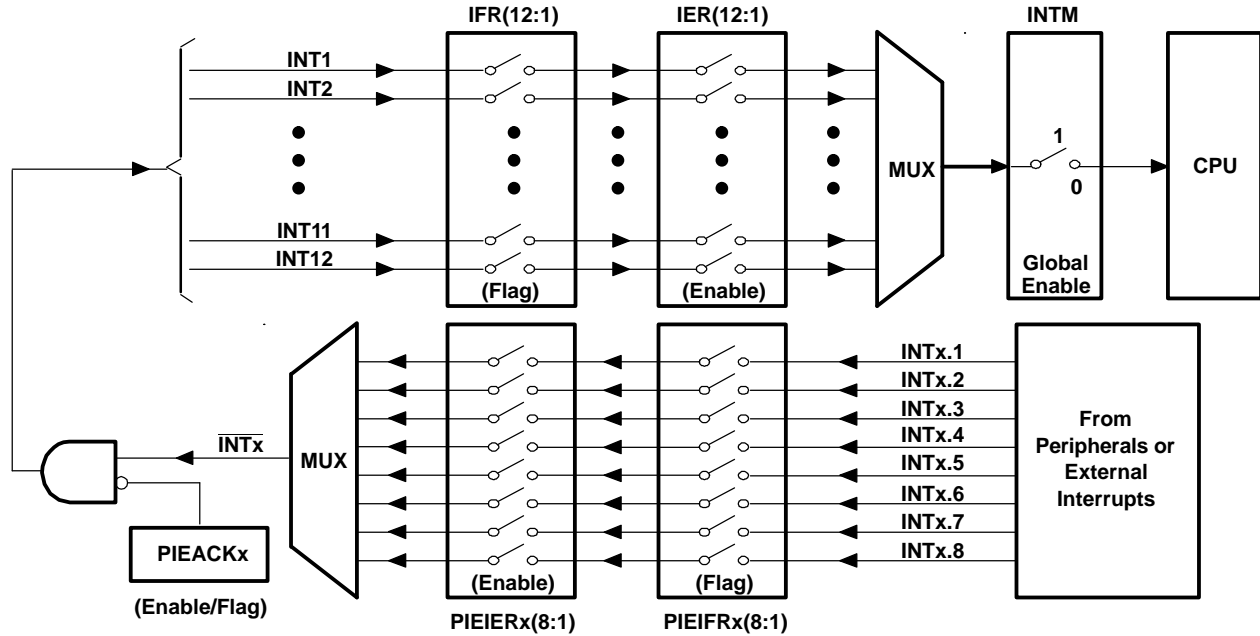 IFR(12:1)
IER(12:1)
INTM
INT1
INT2
INT11
INT12
(Flag)
(Enable)
MUX
1
0
Global
Enable
CPU
INTx.1
INTx.2
INTx.3
INTx.4
INTx.5
INTx.6
INTx.7
INTx.8
From
Peripherals or
External
Interrupts
INTx
MUX
PIEACKx
(Enable/Flag)
(Enable)
(Flag)
PIEIERx(8:1)
PIEIFRx(8:1)